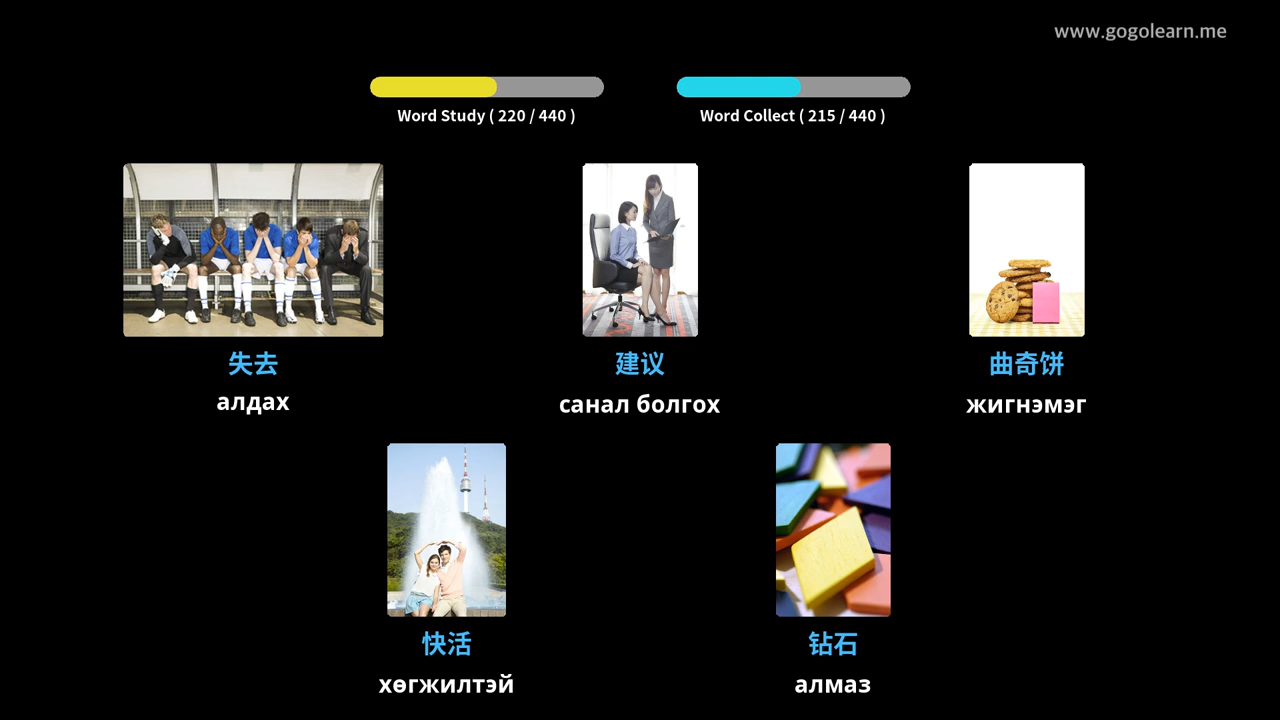 www.gogolearn.me
Word Study ( 220 / 440 )
Word Collect ( 215 / 440 )
失去
алдах
建议
санал болгох
曲奇饼
жигнэмэг
快活
хөгжилтэй
钻石
алмаз